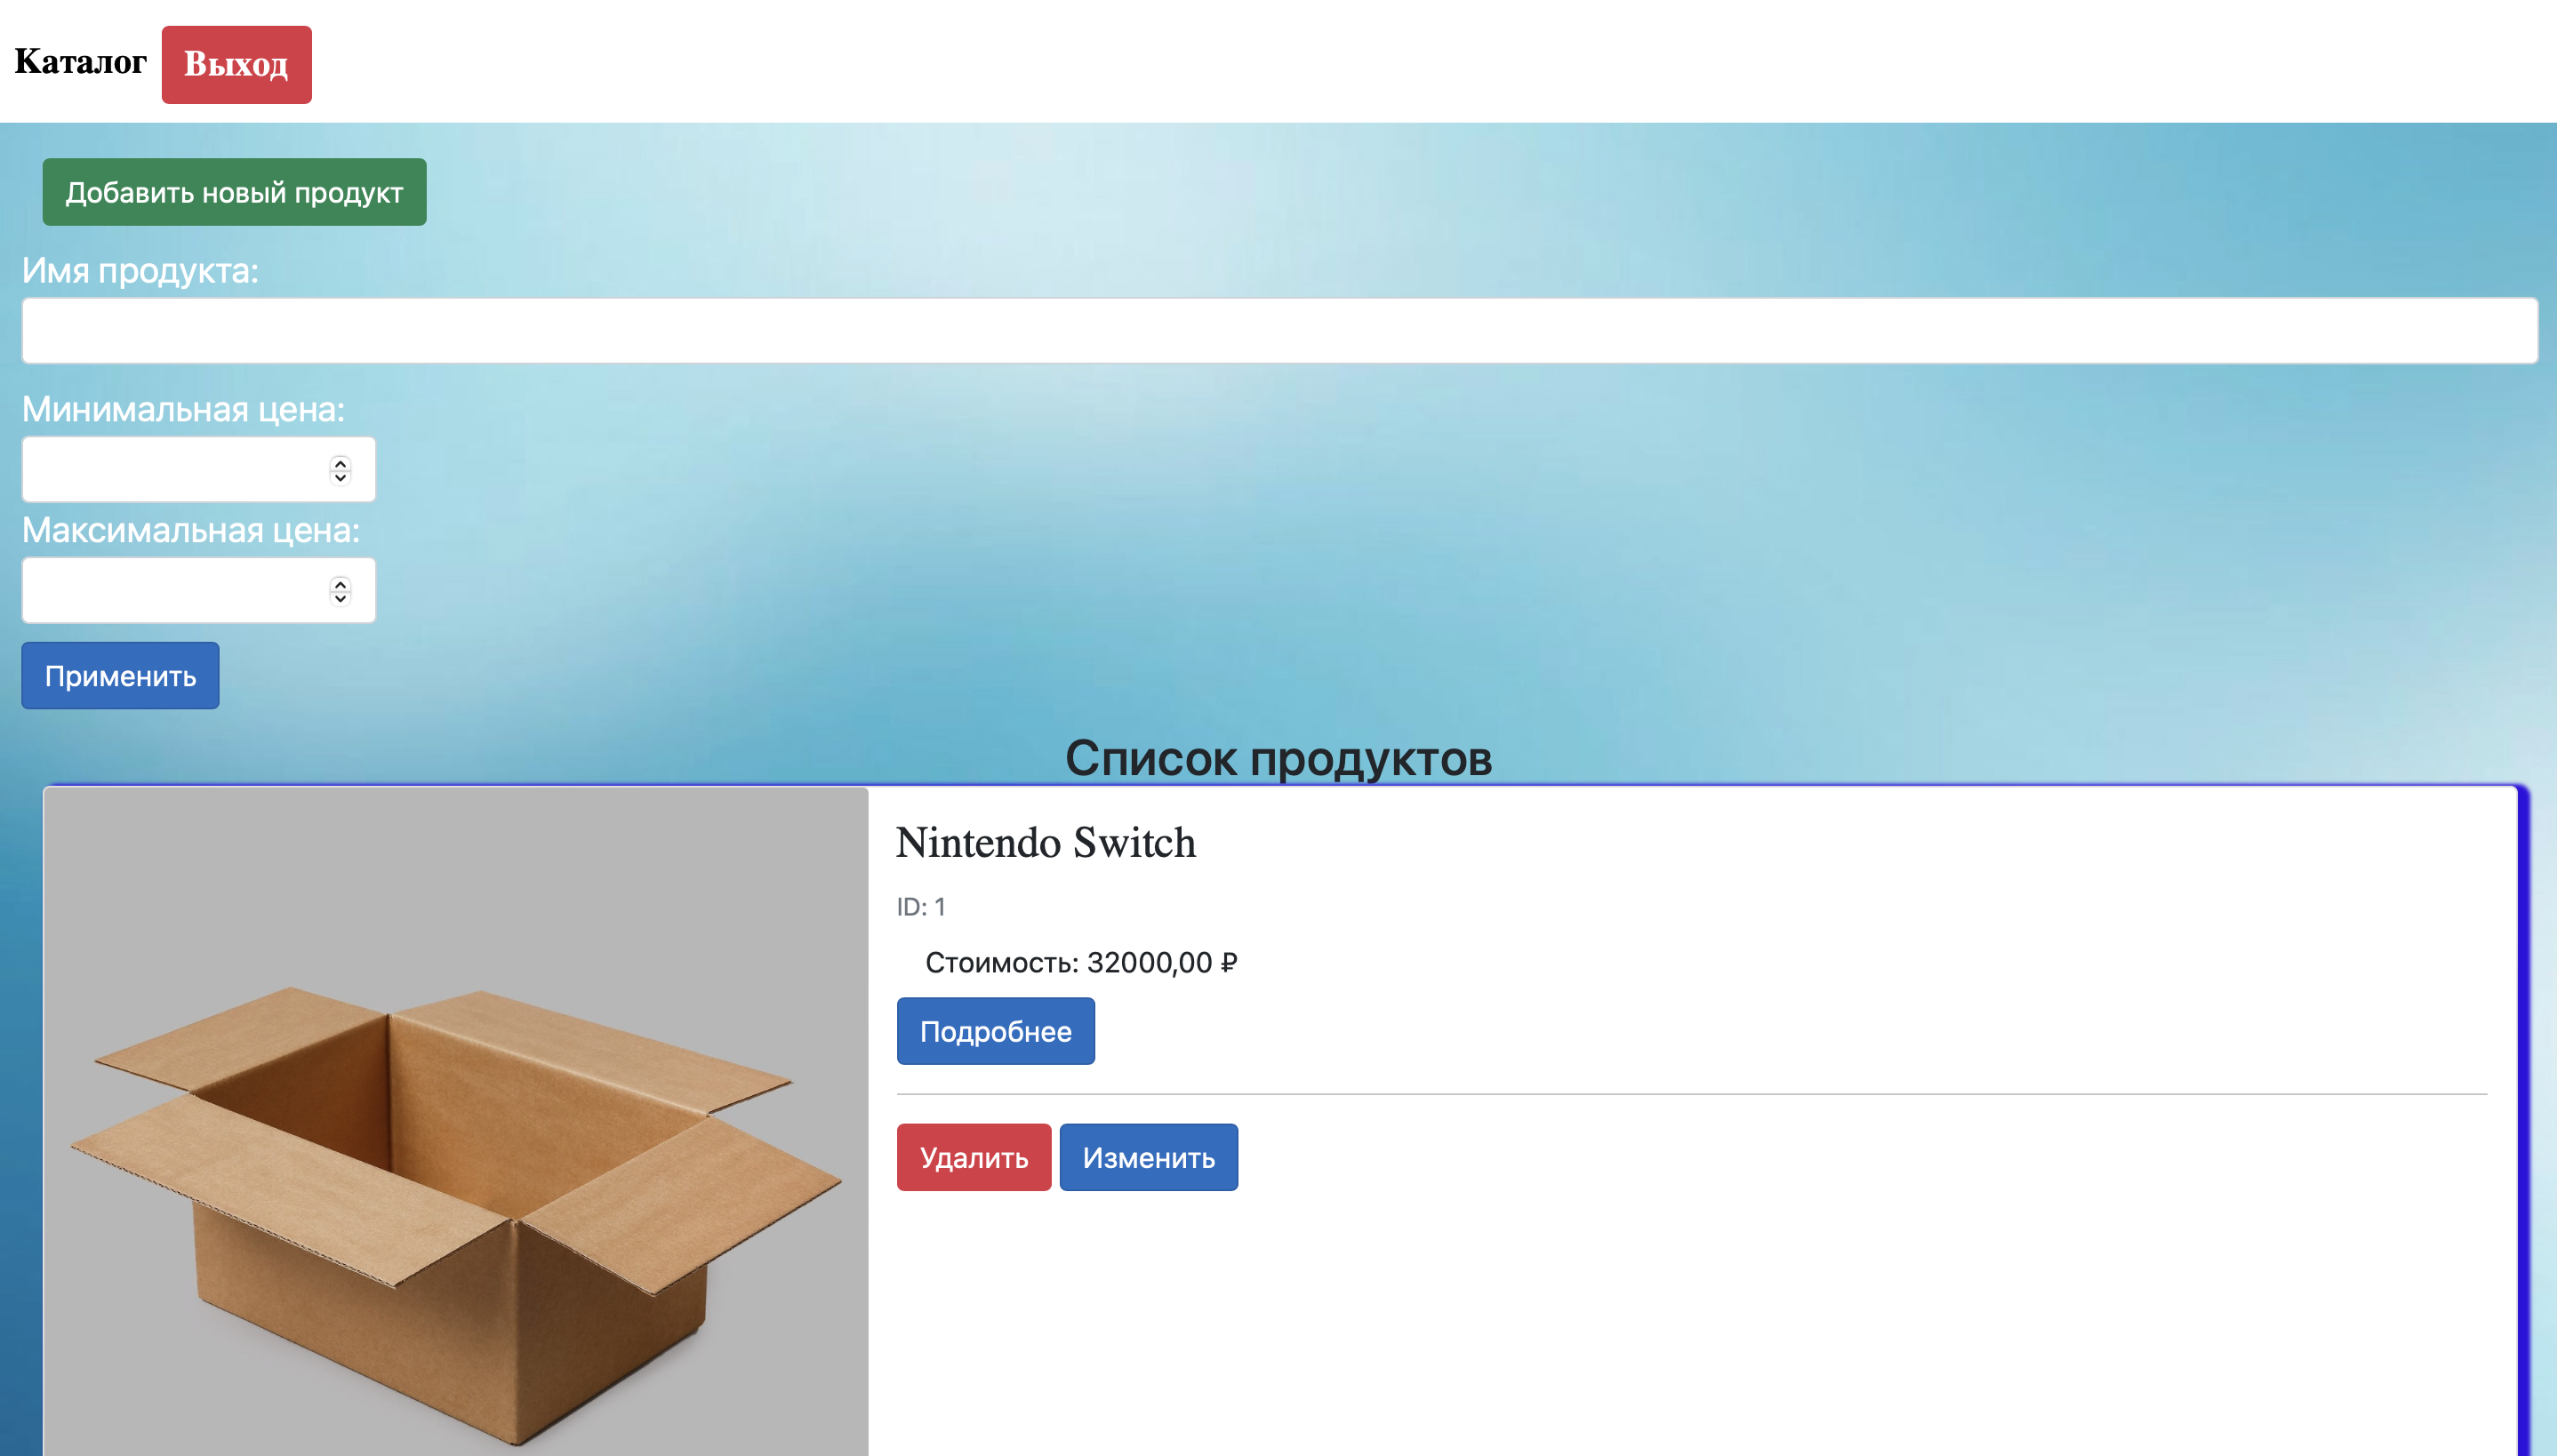 Каталог Выход
Добавить новый продукт
Имя продукта:
Минимальная цена:
Максимальная цена:
Применить
Список продуктов
Nintendo Switch
ID: 1
Стоимость: 32000,00 ₽
Подробнее
Удалить Изменить